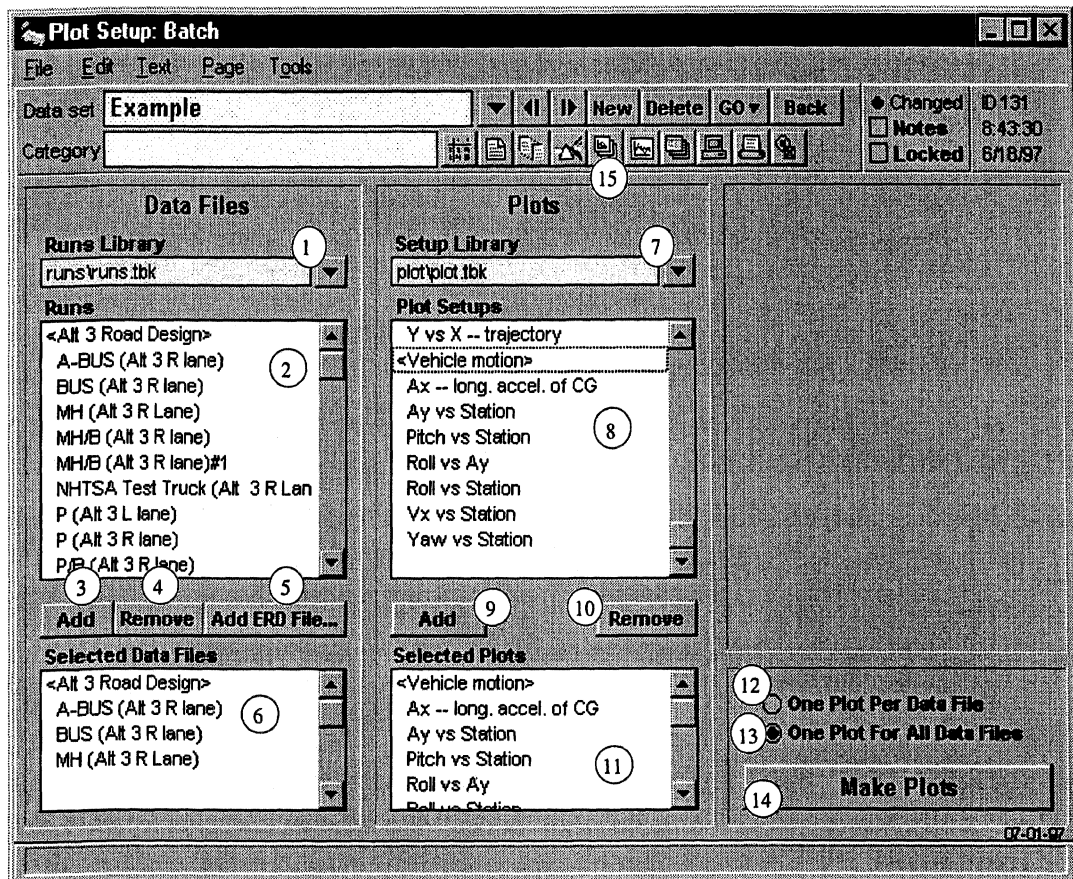 Plot Setup: Batch
File Edit Text Page Tools
Data set Example New Delete GO Back
Changed ID 131
Notes 8:43:30
Locked 6/18/97
Category
15
Data Files
Runs Library
1
runs\runs.tbk
Runs
<Alt 3 Road Design>
A-BUS (Alt 3 R lane)
2
BUS (Alt 3 R lane)
MH (Alt 3 R Lane)
MH/B (Alt 3 R lane)
MH/B (Alt 3 R lane)#1
NHTSA Test Truck (Alt 3 R Lan
P (Alt 3 L lane)
P (Alt 3 R lane)
P/B (Alt 3 R lane)
3 4 5
Add Remove Add ERD File...
Selected Data Files
<Alt 3 Road Design>
A-BUS (Alt 3 R lane)
6
BUS (Alt 3 R lane)
MH (Alt 3 R Lane)
Plots
Setup Library
7
plot\plot.tbk
Plot Setups
Y vs X -- trajectory
<Vehicle motion>
Ax -- long. accel. of CG
Ay vs Station
8
Pitch vs Station
Roll vs Ay
Roll vs Station
Vx vs Station
Yaw vs Station
Add 9 10 Remove
Selected Plots
<Vehicle motion>
Ax -- long. accel. of CG
Ay vs Station
Pitch vs Station
11
Roll vs Ay
Roll vs Station
12
One Plot Per Data File
13
One Plot For All Data Files
14
Make Plots
07-01-97